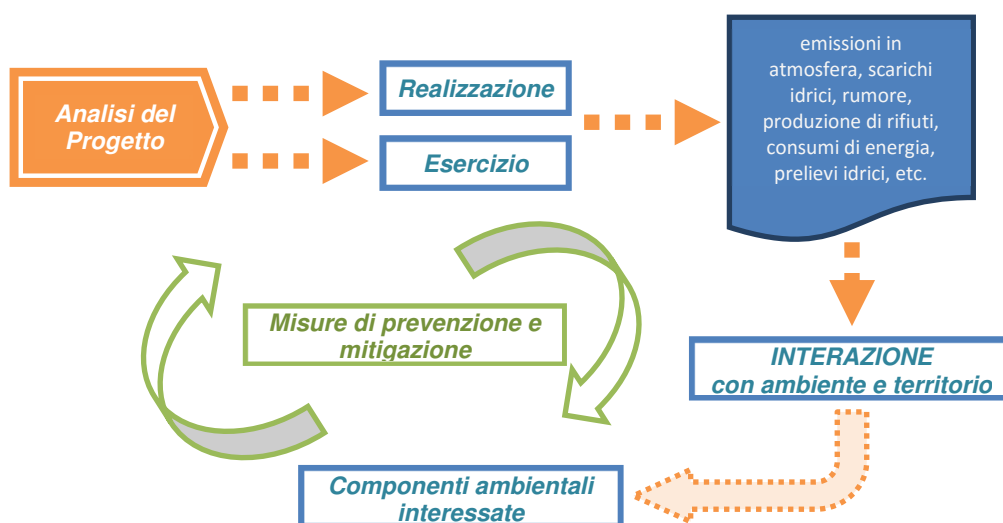 Analisi del
Progetto
Realizzazione
Esercizio
emissioni in
atmosfera, scarichi
idrici, rumore,
produzione di rifiuti,
consumi di energia,
prelievi idrici, etc.
Misure di prevenzione e
mitigazione
INTERAZIONE
con ambiente e territorio
Componenti ambientali
interessate